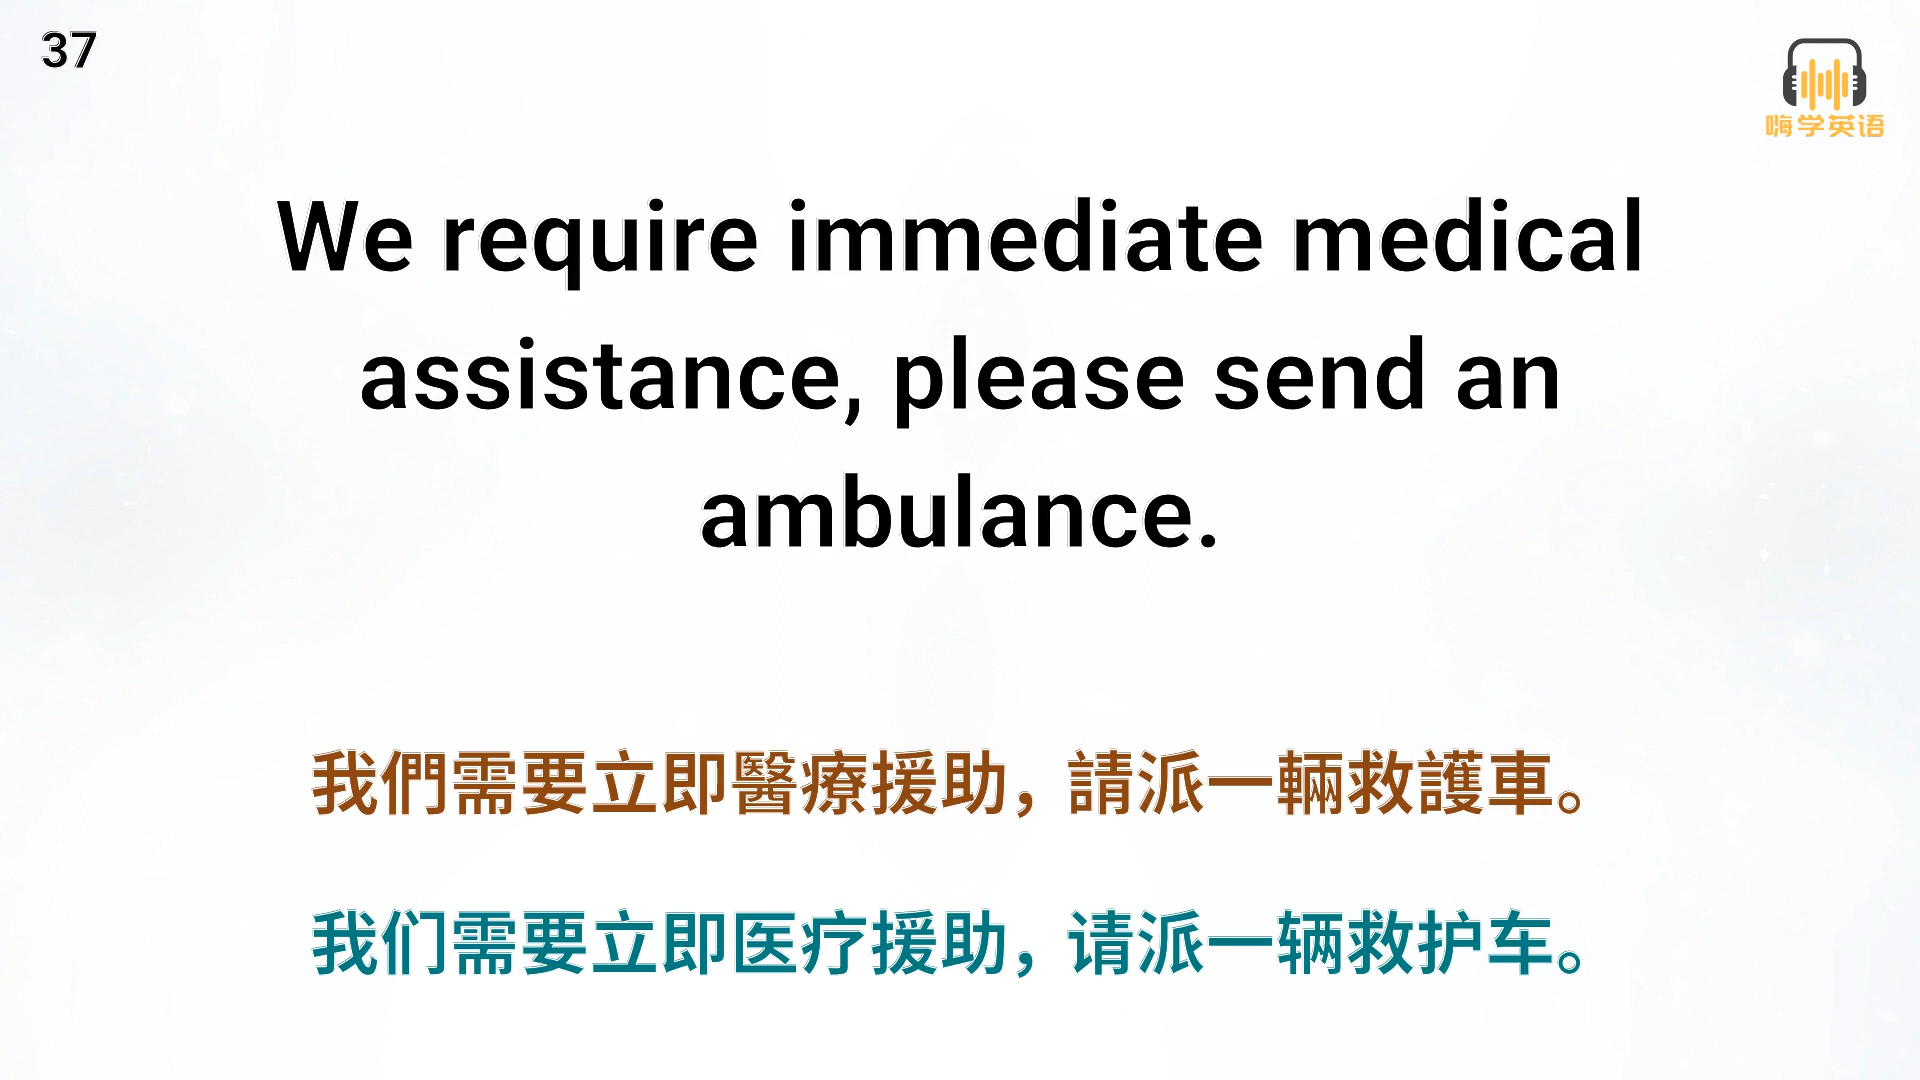 37
嗨学英语
We require immediate medical
assistance, please send an
ambulance.
我們需要立即醫療援助，請派一輛救護車。
我们需要立即医疗援助，请派一辆救护车。